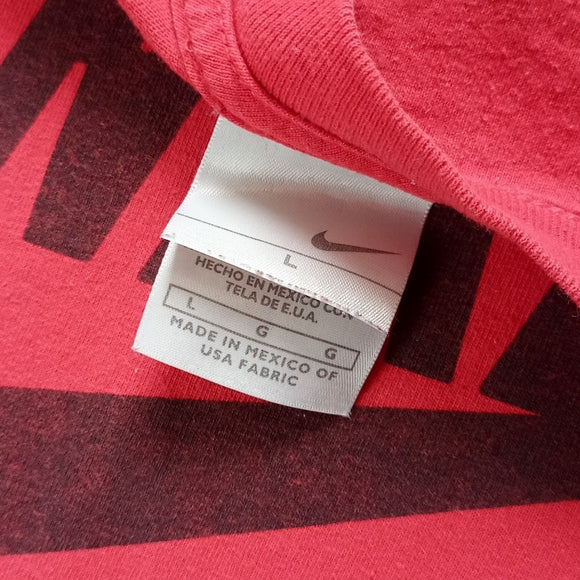 L
HECHO EN MEXICO CON
TELA DE E.U.A.
L G G
MADE IN MEXICO OF
USA FABRIC